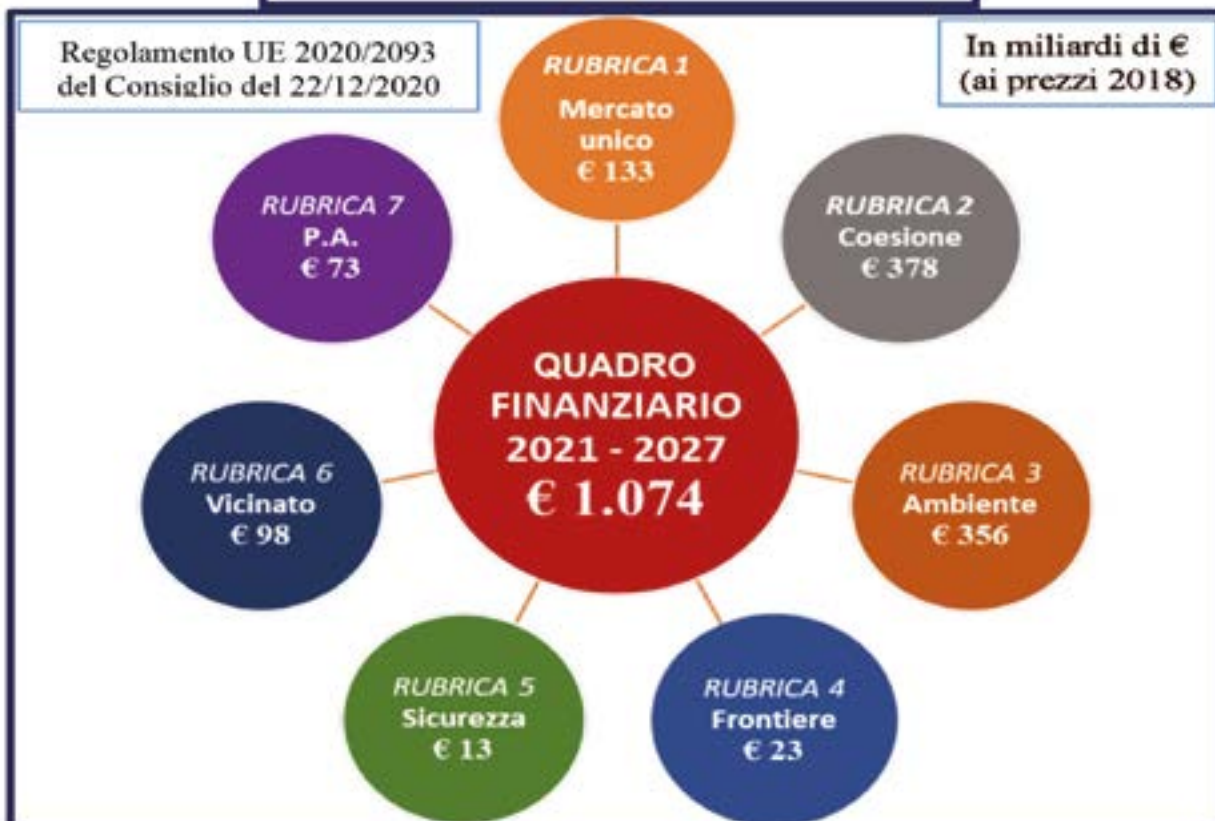 Regolamento UE 2020/2093
del Consiglio del 22/12/2020
In miliardi di €
(ai prezzi 2018)
RUBRICA 1
Mercato
unico
€ 133
RUBRICA 2
Coesione
€ 378
RUBRICA 3
Ambiente
€ 356
RUBRICA 4
Frontiere
€ 23
RUBRICA 5
Sicurezza
€ 13
RUBRICA 6
Vicinato
€ 98
RUBRICA 7
P.A.
€ 73
QUADRO
FINANZIARIO
2021 - 2027
€ 1.074